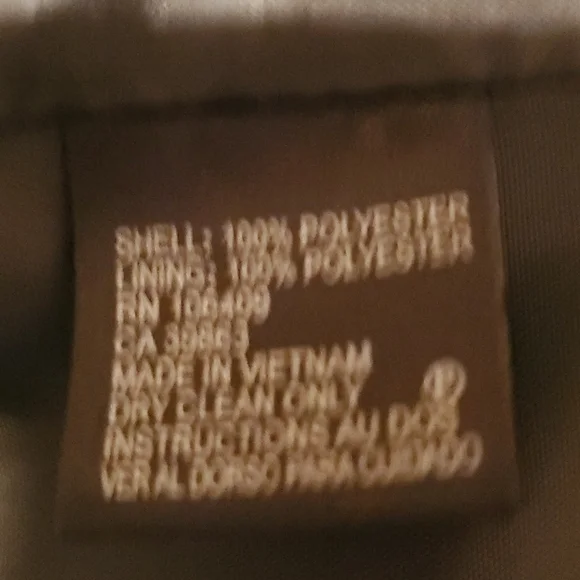 SHELL: 100% POLYESTER
LINING: 100% POLYESTER
RN 106409
CA 39863
MADE IN VIETNAM
DRY CLEAN ONLY
INSTRUCTIONS AU DOS
VER AL DORSO PARA CUIDADO